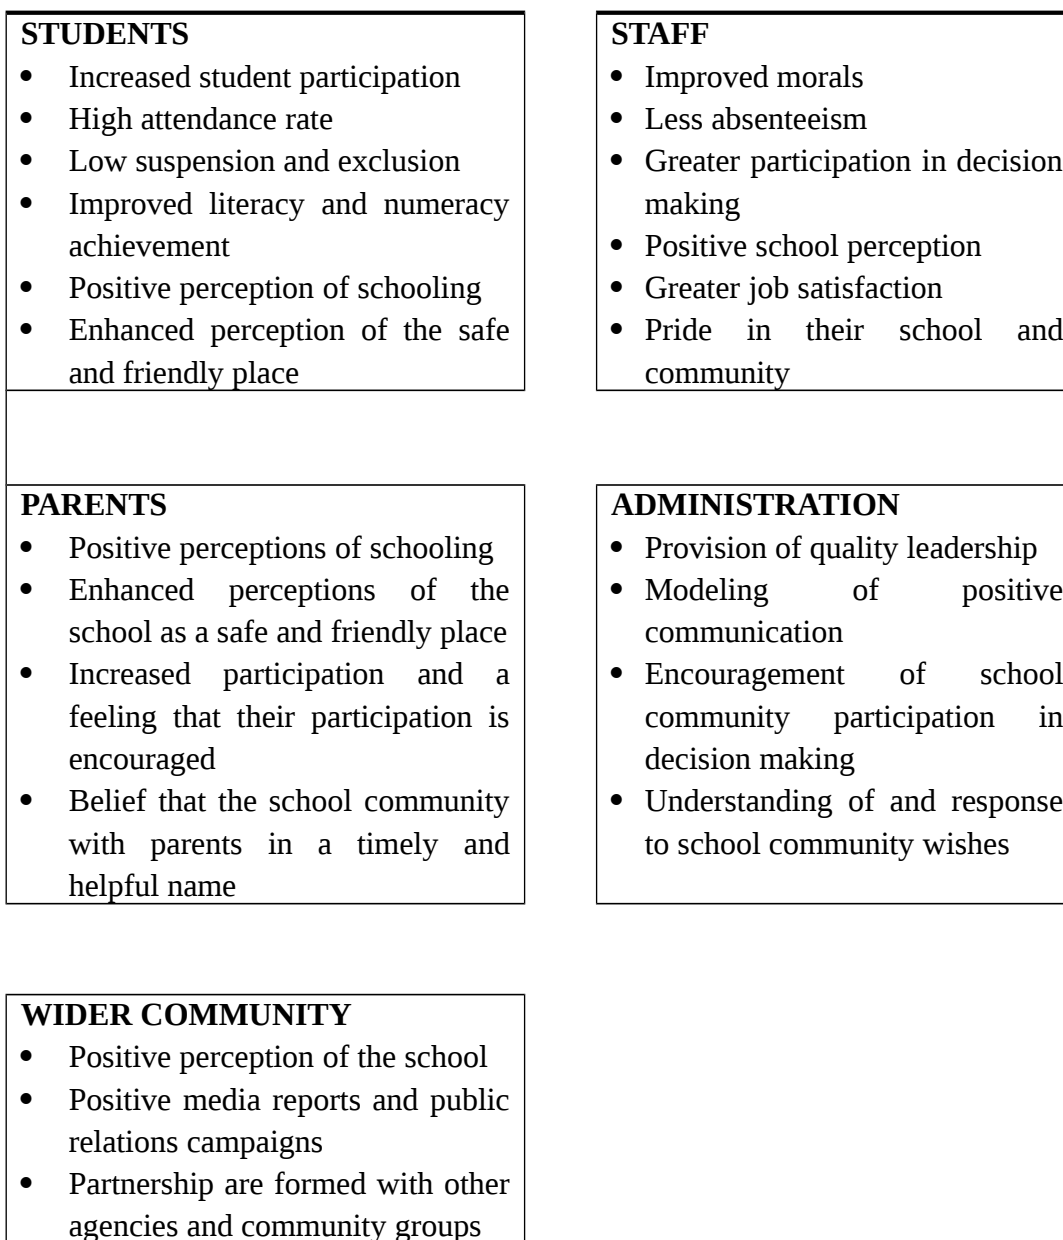 STUDENTS
Increased student participation
High attendance rate
Low suspension and exclusion
Improved literacy and numeracy
achievement
Positive perception of schooling
Enhanced perception of the safe
and friendly place
STAFF
Improved morals
Less absenteeism
Greater participation in decision
making
Positive school perception
Greater job satisfaction
Pride in their school and
community
PARENTS
Positive perceptions of schooling
Enhanced perceptions of the
school as a safe and friendly place
Increased participation and a
feeling that their participation is
encouraged
Belief that the school community
with parents in a timely and
helpful name
ADMINISTRATION
Provision of quality leadership
Modeling of positive
communication
Encouragement of school
community participation in
decision making
Understanding of and response
to school community wishes
WIDER COMMUNITY
Positive perception of the school
Positive media reports and public
relations campaigns
Partnership are formed with other
agencies and community groups